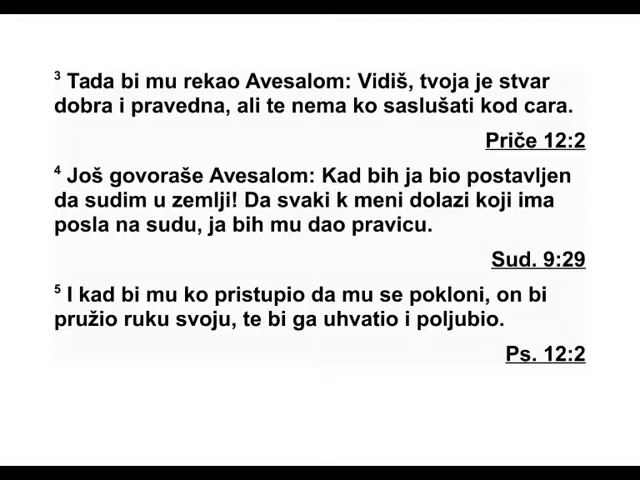 ³ Tada bi mu rekao Avesalom: Vidiš, tvoja je stvar
dobra i pravedna, ali te nema ko saslušati kod cara.
Priče 12:2
⁴ Još govoraše Avesalom: Kad bih ja bio postavljen
da sudim u zemlji! Da svaki k meni dolazi koji ima
posla na sudu, ja bih mu dao pravicu.
Sud. 9:29
⁵ I kad bi mu ko pristupio da mu se pokloni, on bi
pružio ruku svoju, te bi ga uhvatio i poljubio.
Ps. 12:2